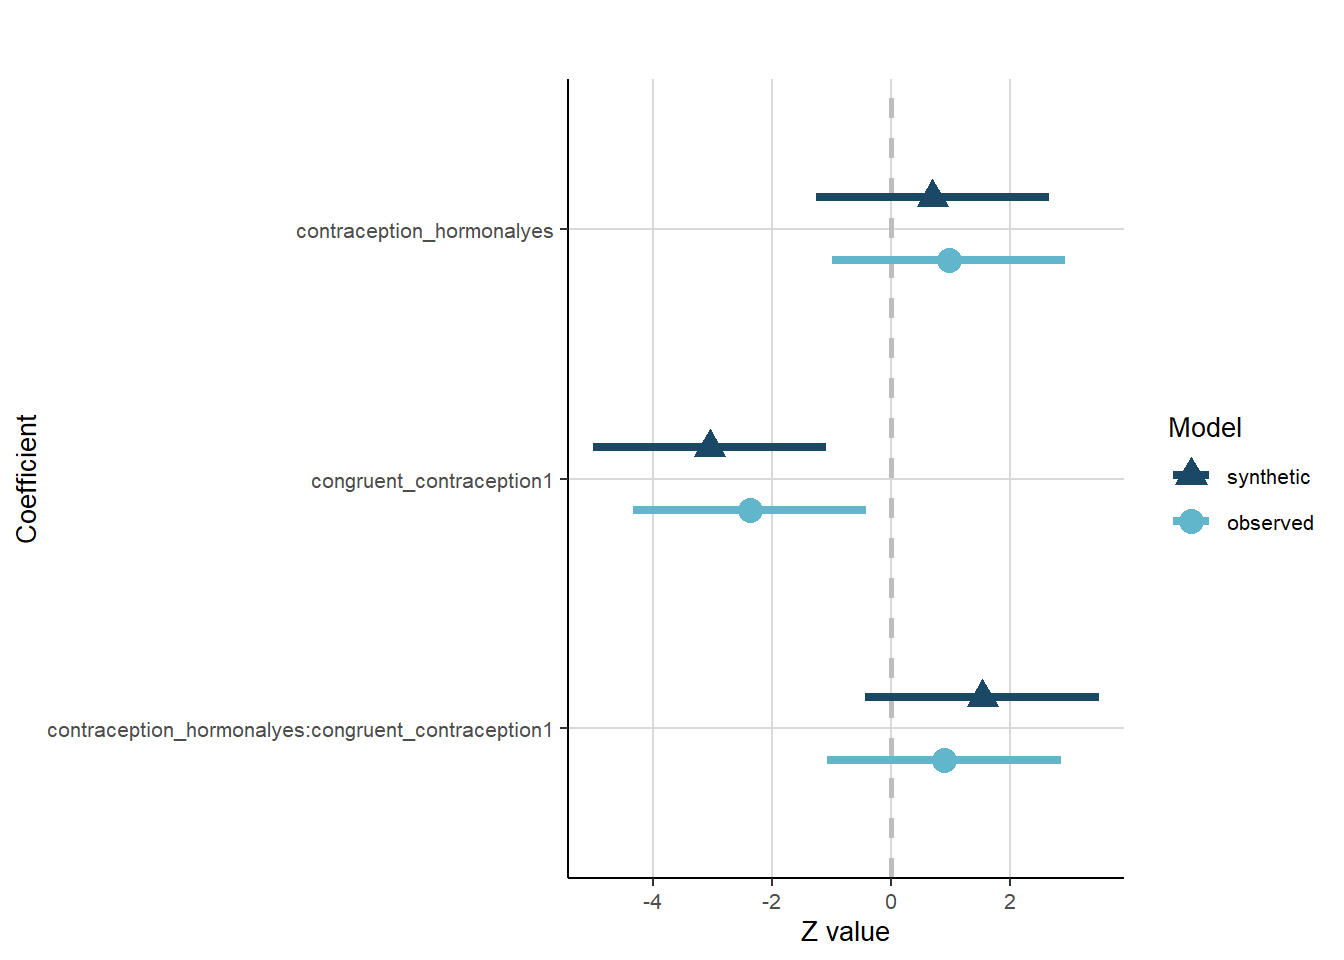 contraception_hormonalyes
congruent_contraception1
contraception_hormonalyes:congruent_contraception1
Coefficient
-4
-2
0
2
Z value
Model
synthetic
observed